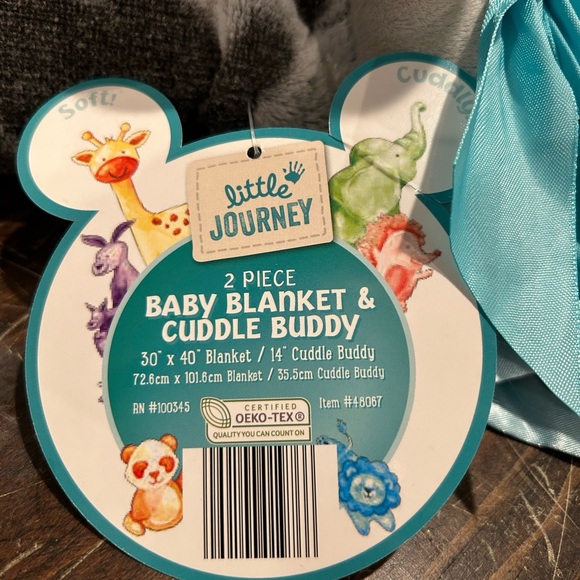 Soft!
Cuddly
little
JOURNEY
2 PIECE
BABY BLANKET &
CUDDLE BUDDY
30" x 40" Blanket / 14" Cuddle Buddy
72.6cm x 101.6cm Blanket / 35.5cm Cuddle Buddy
RN #100345 Item #48067
CERTIFIED
OEKO-TEX®
QUALITY YOU CAN COUNT ON